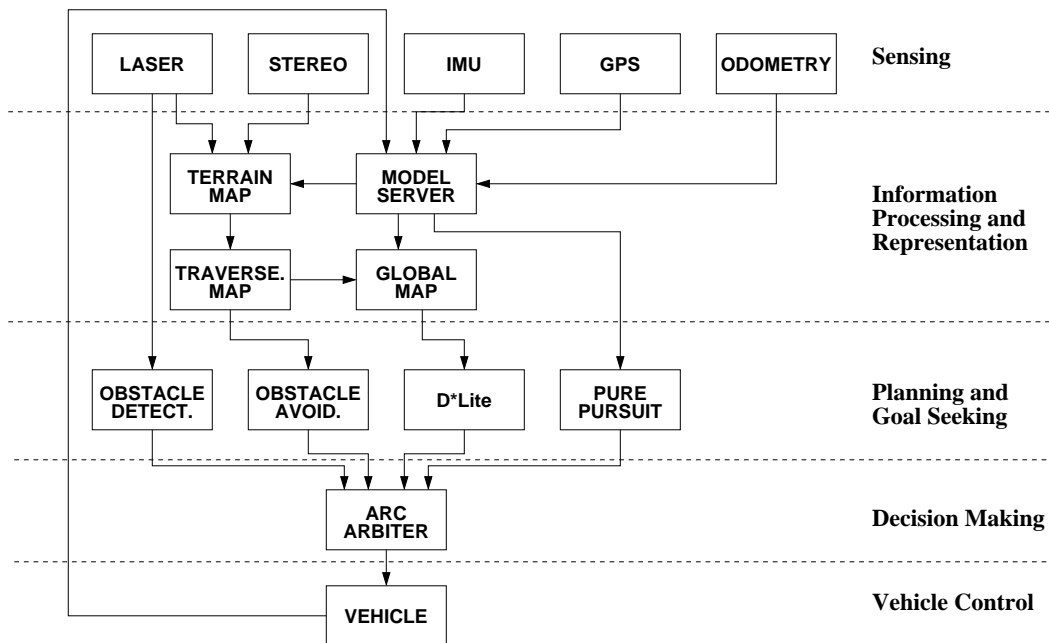 LASER
STEREO
IMU
GPS
ODOMETRY
Sensing
TERRAIN
MAP
MODEL
SERVER
TRAVERSE.
MAP
GLOBAL
MAP
Information
Processing and
Representation
OBSTACLE
DETECT.
OBSTACLE
AVOID.
D*Lite
PURE
PURSUIT
Planning and
Goal Seeking
ARC
ARBITER
Decision Making
VEHICLE
Vehicle Control